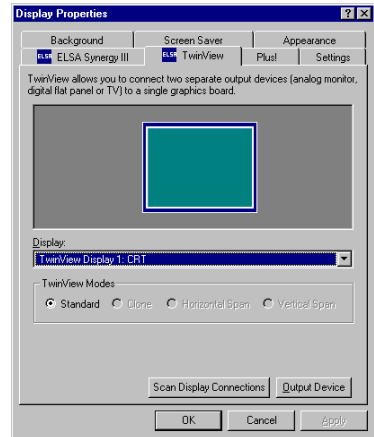 Display Properties
Background Screen Saver Appearance
ELSA ELSA Synergy III ELSA TwinView Plus! Settings
TwinView allows you to connect two separate output devices (analog monitor,
digital flat panel or TV) to a single graphics board.
Display:
TwinView Display 1: CRT
TwinView Modes
Standard Clone Horizontal Span Vertical Span
Scan Display Connections Output Device
OK Cancel Apply